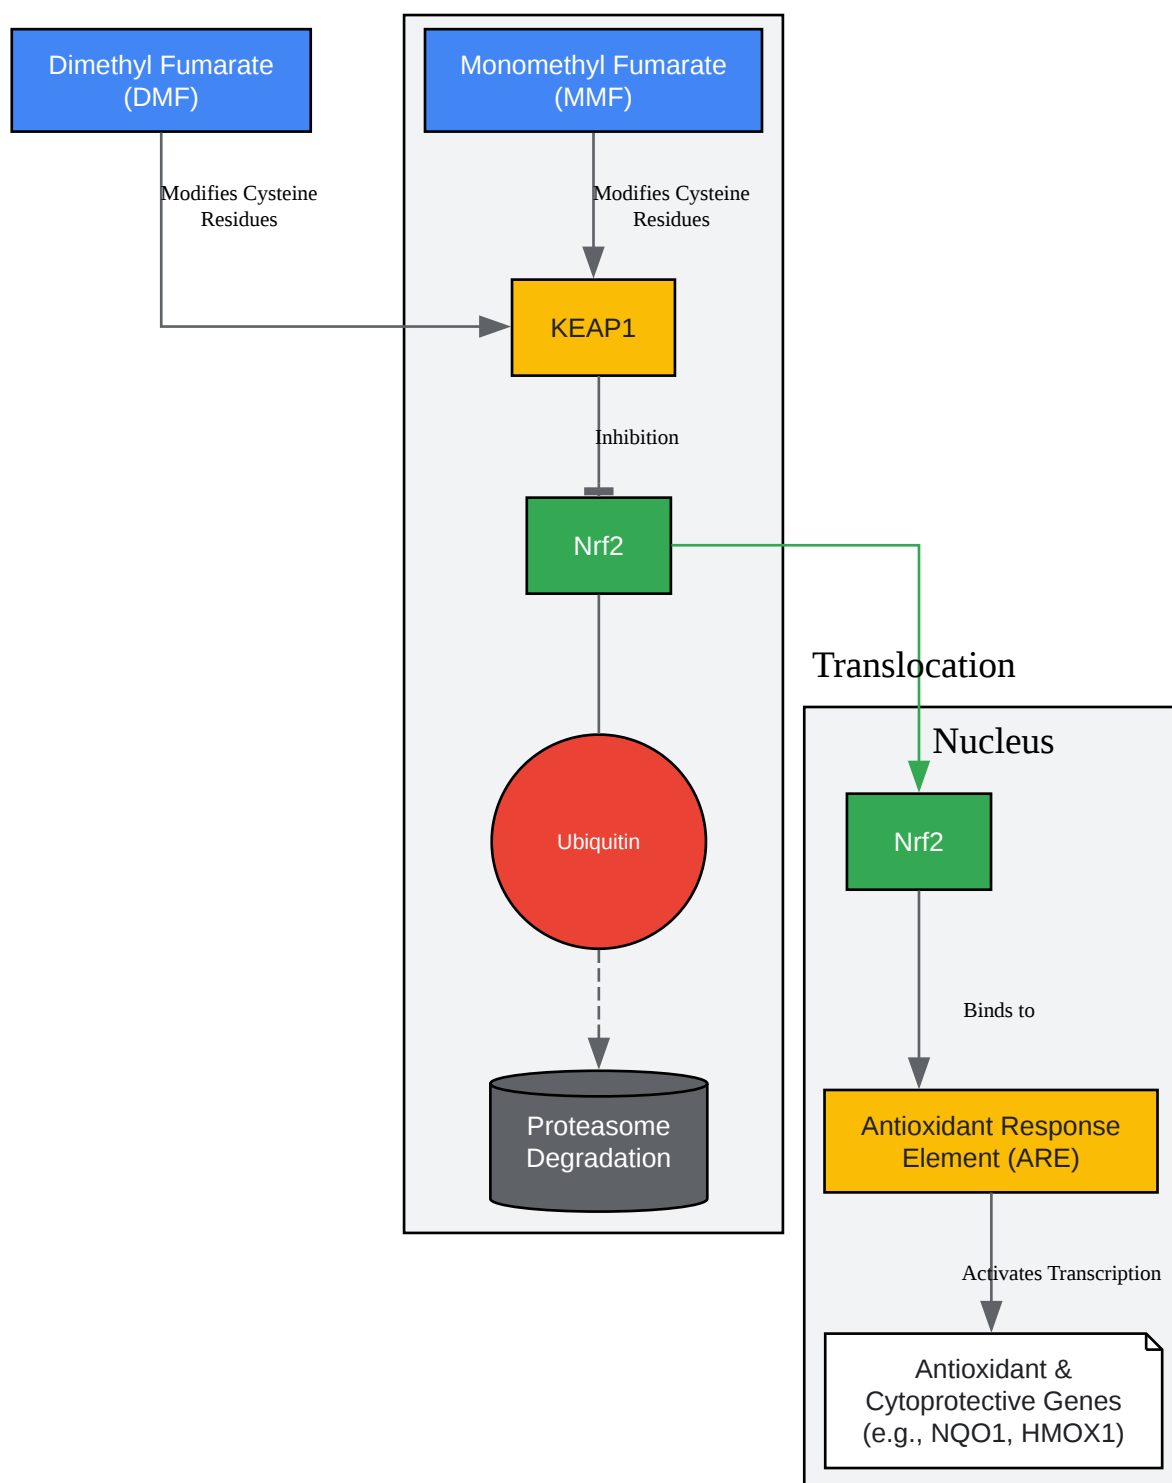 Dimethyl Fumarate
(DMF)
Monomethyl Fumarate
(MMF)
Modifies Cysteine
Residues
Modifies Cysteine
Residues
KEAP1
Inhibition
Nrf2
Translocation
Nucleus
Ubiquitin
Nrf2
Binds to
Proteasome
Degradation
Antioxidant Response
Element (ARE)
Activates Transcription
Antioxidant &
Cytoprotective Genes
(e.g., NQO1, HMOX1)